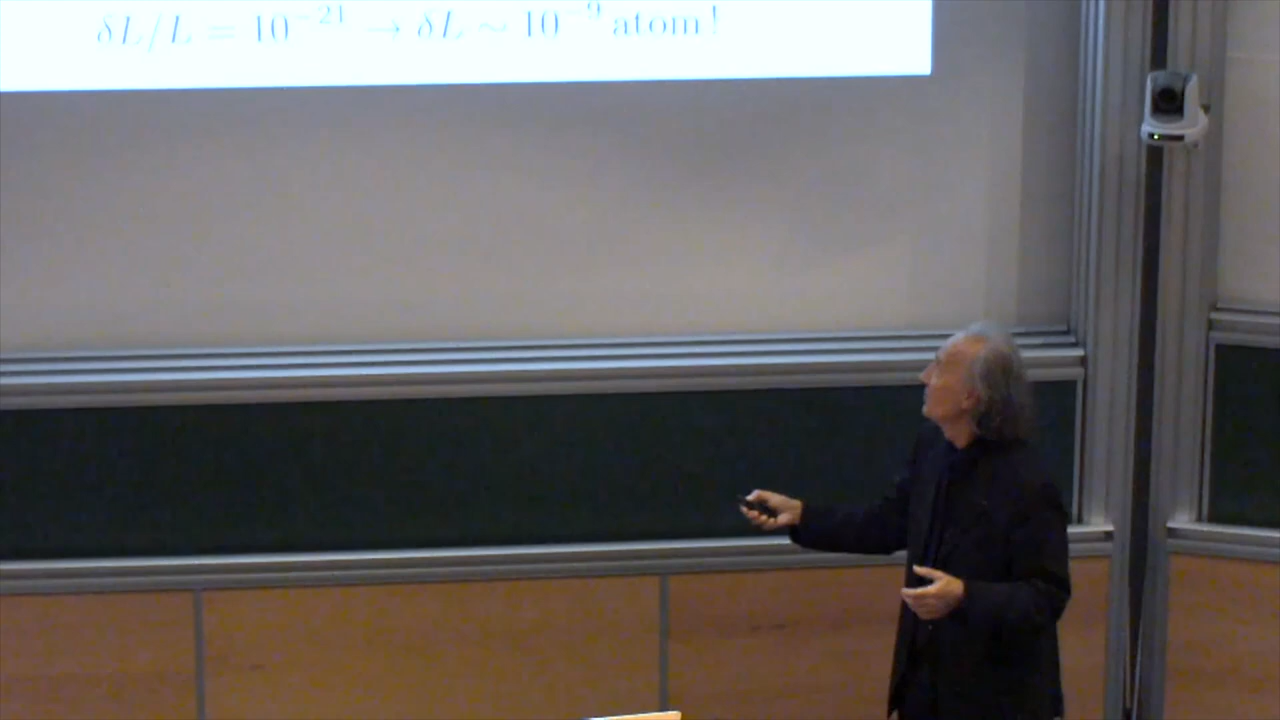 δL/L = 10⁻²¹ → δL ~ 10⁻⁹ atom!